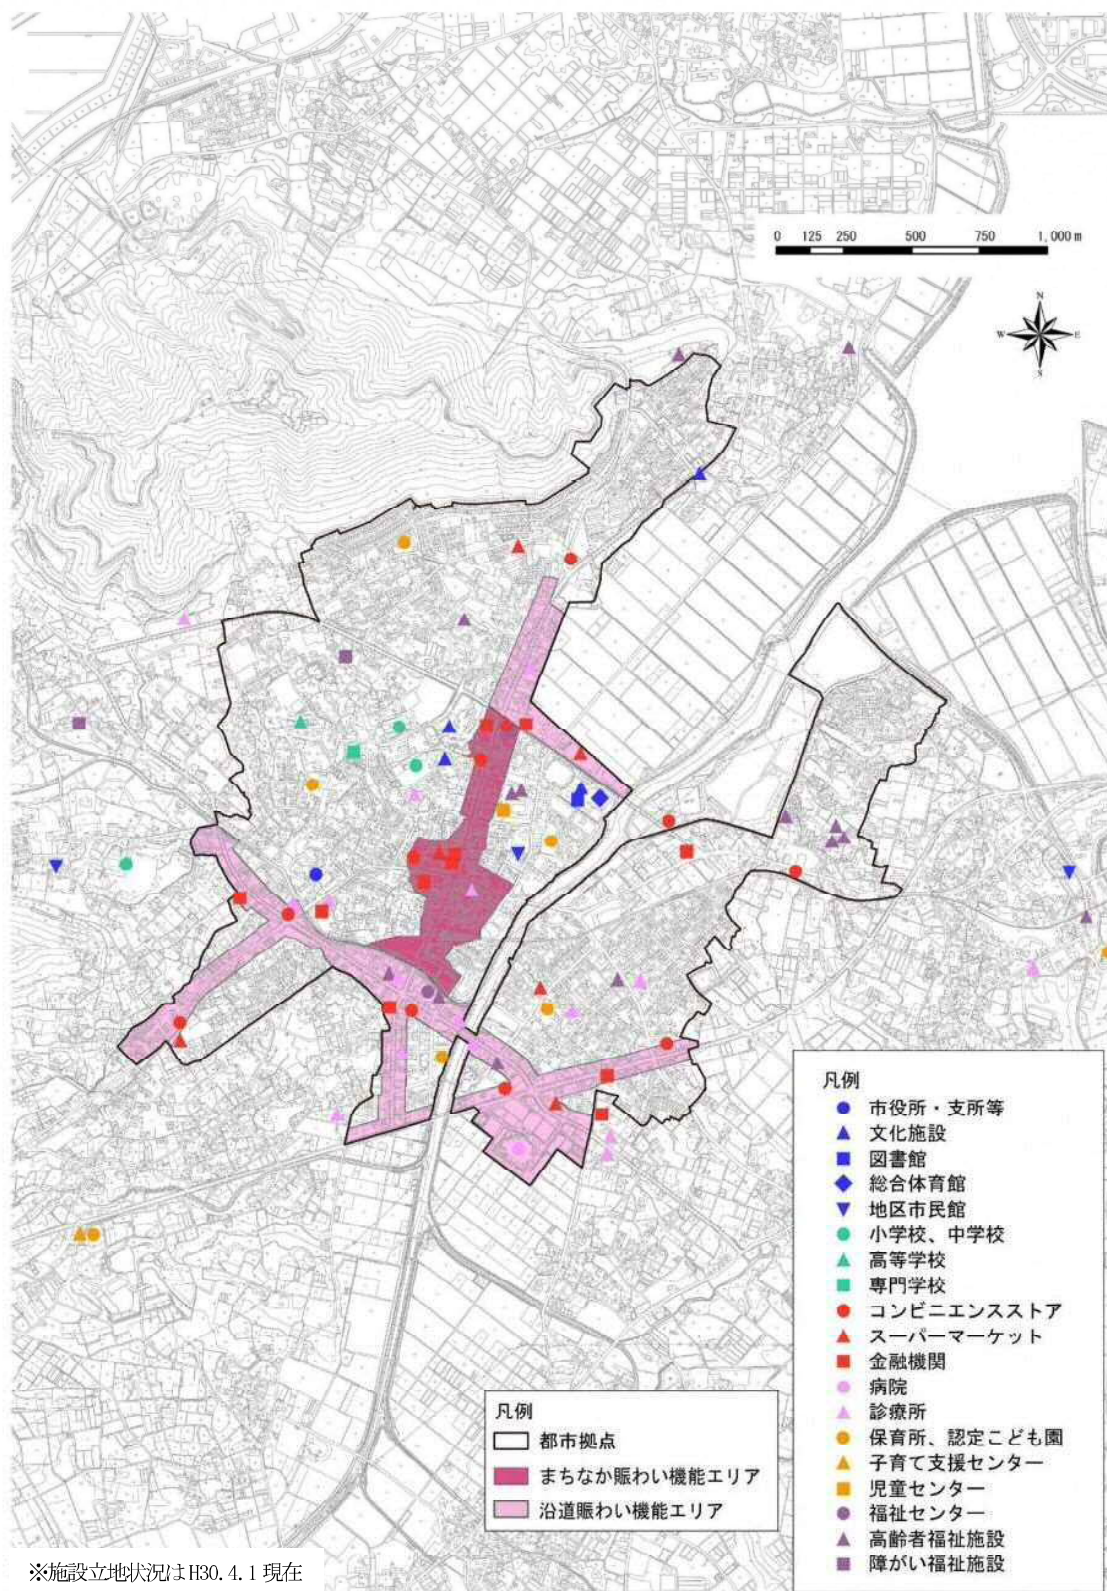 0 125 250 500 750 1,000 m
N
W E
S
凡例
市役所・支所等
文化施設
図書館
総合体育館
地区市民館
小学校、中学校
高等学校
専門学校
コンビニエンスストア
スーパーマーケット
金融機関
病院
診療所
保育所、認定こども園
子育て支援センター
児童センター
福祉センター
高齢者福祉施設
障がい福祉施設
凡例
都市拠点
まちなか賑わい機能エリア
沿道賑わい機能エリア
※施設立地状況はH30.4.1 現在